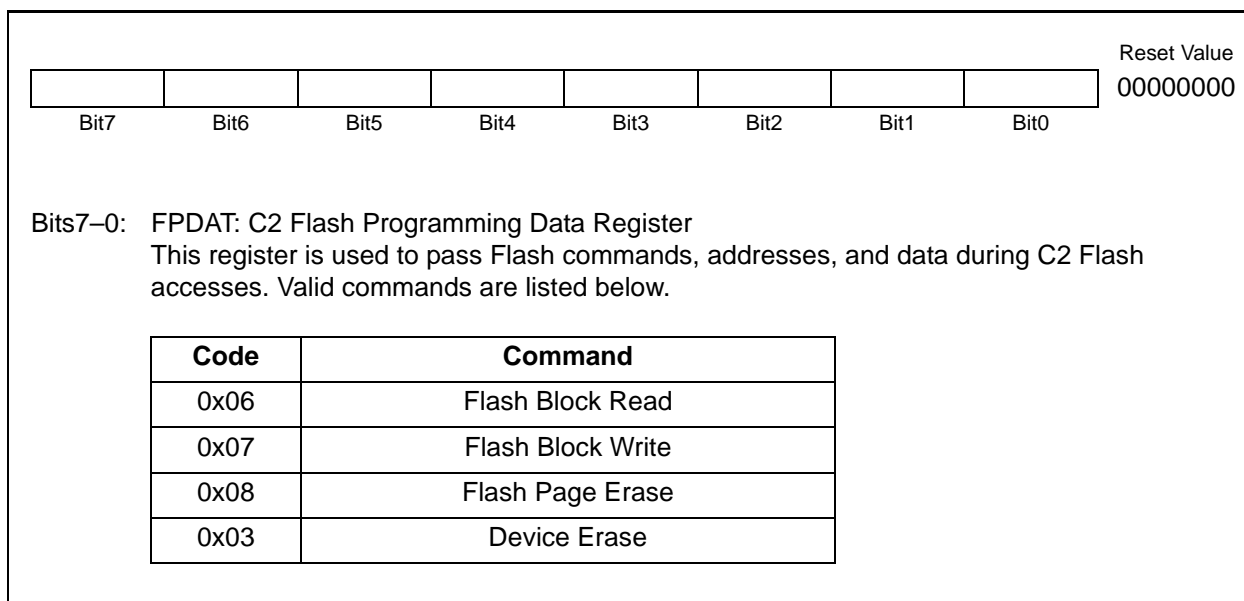 Reset Value
00000000
Bit7 Bit6 Bit5 Bit4 Bit3 Bit2 Bit1 Bit0
Bits7–0: FPDAT: C2 Flash Programming Data Register
This register is used to pass Flash commands, addresses, and data during C2 Flash
accesses. Valid commands are listed below.
Code Command
0x06 Flash Block Read
0x07 Flash Block Write
0x08 Flash Page Erase
0x03 Device Erase